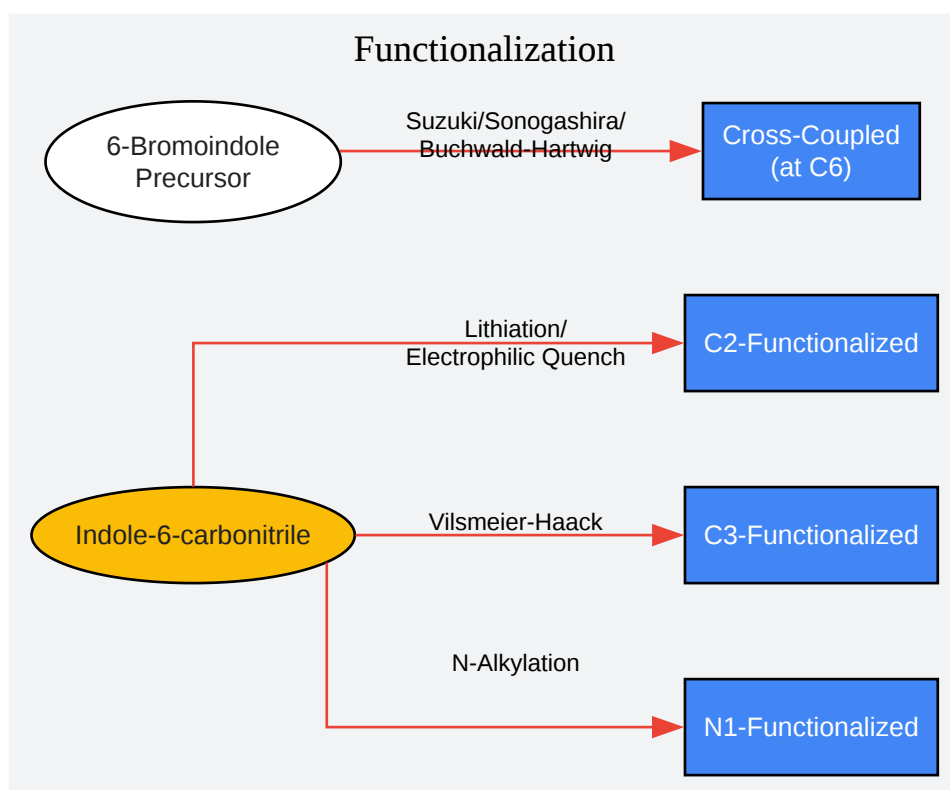 Functionalization
6-Bromoindole
Precursor
Suzuki/Sonogashira/
Buchwald-Hartwig
Cross-Coupled
(at C6)
Lithiation/
Electrophilic Quench
C2-Functionalized
Indole-6-carbonitrile
Vilsmeier-Haack
C3-Functionalized
N-Alkylation
N1-Functionalized